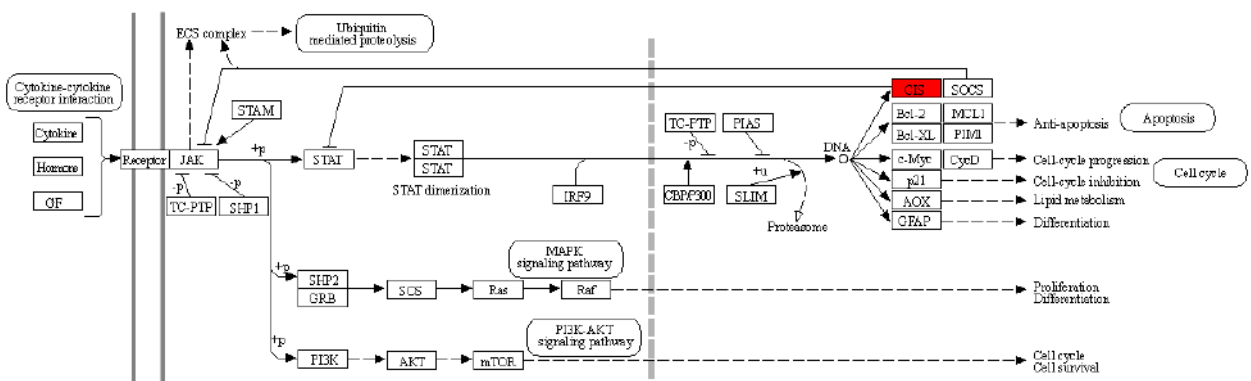 ECS complex
Ubiquitin
mediated proteolysis
Cytokine-cytokine
receptor interaction
Cytokine
Hormone
GF
Receptor
JAK
STAM
+p
STAT
STAT
STAT
STAT dimerization
-p
-p
TC-PTP
SHP1
IRF9
TC-PTP
PIAS
-p
CBP/P300
+u
SLIM
Proteasome
DNA
CIS
SOCS
Bcl-2
MCL1
Bcl-XL
PIM1
c-Myc
CycD
p21
AOX
GFAP
Anti-apoptosis
Apoptosis
Cell-cycle progression
Cell-cycle inhibition
Cell cycle
Lipid metabolism
Differentiation
MAPK
signaling pathway
+p
SHP2
GRB
SOS
Ras
Raf
Proliferation
Differentiation
PI3K-AKT
signaling pathway
+p
PI3K
AKT
mTOR
Cell cycle
Cell survival